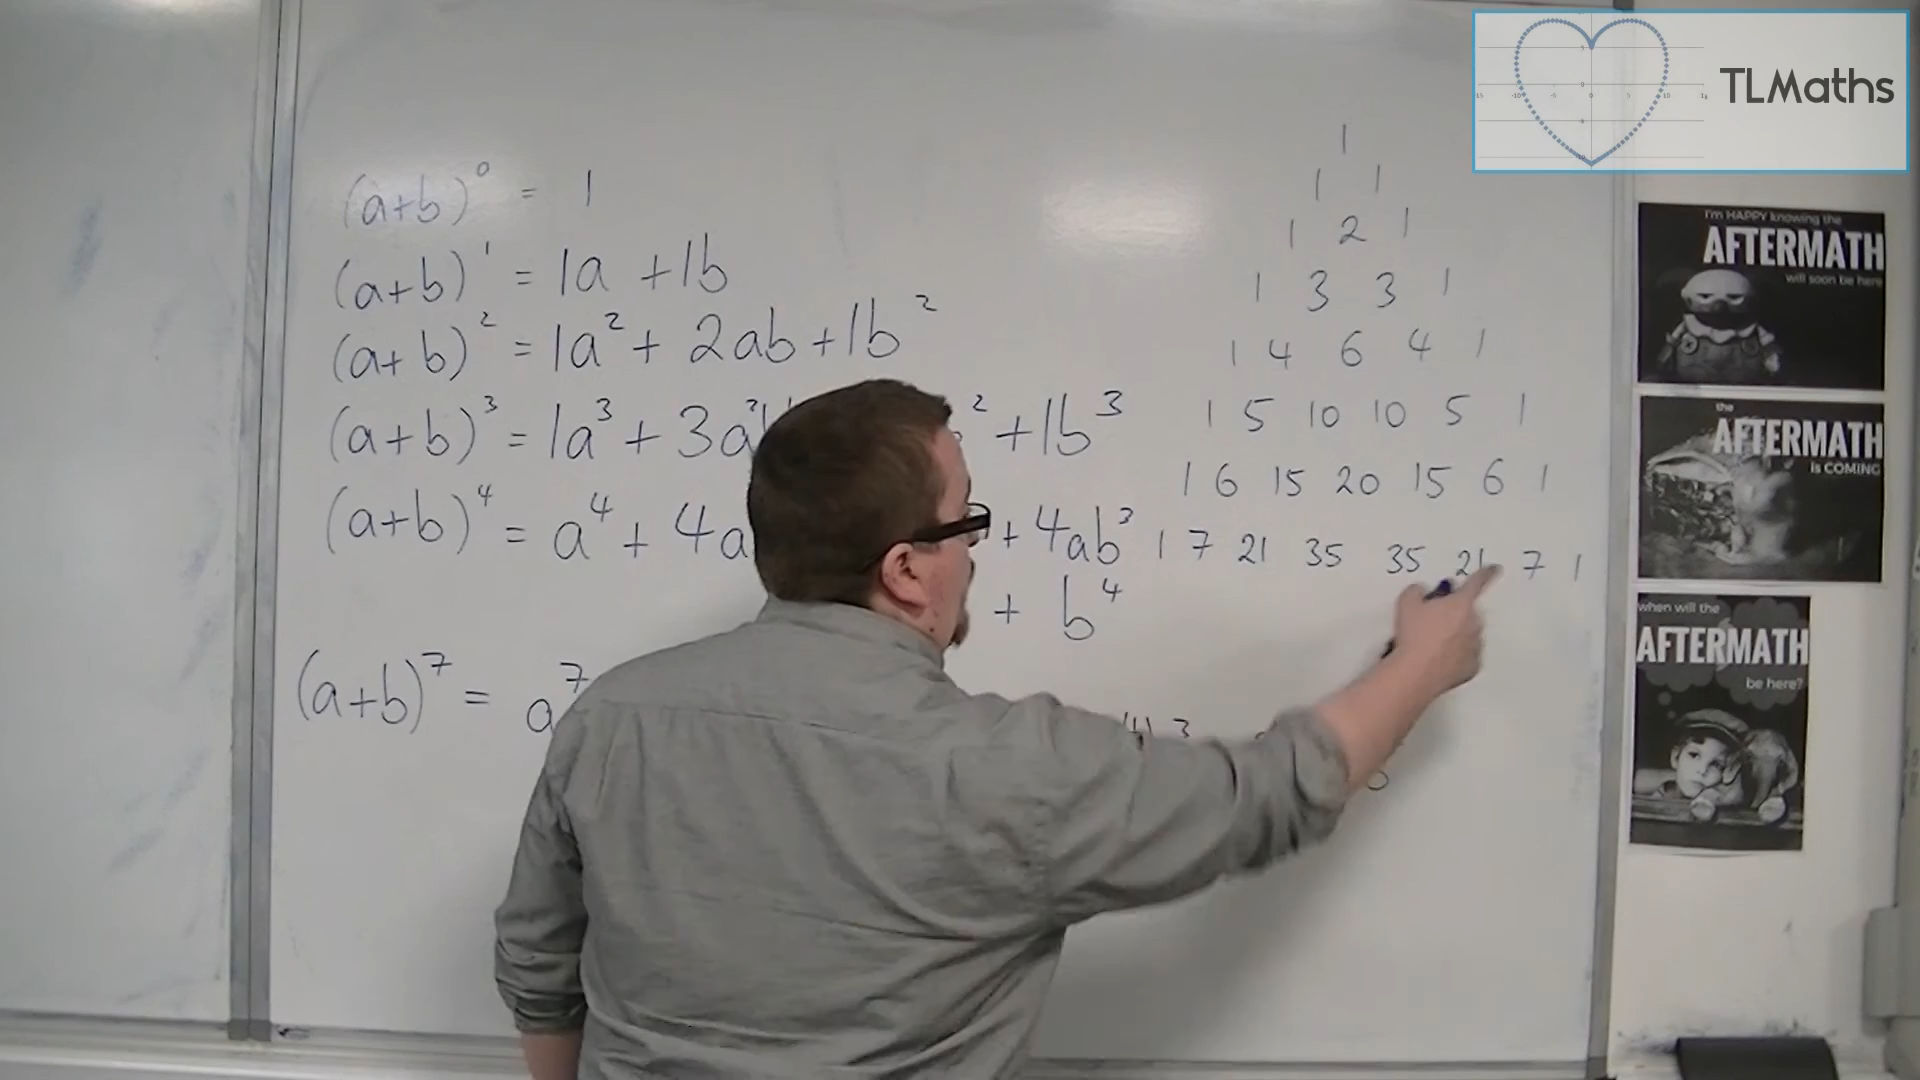 TLMaths
(a+b)⁰ = 1
(a+b)¹ = 1a + 1b
(a+b)² = 1a² + 2ab + 1b²
(a+b)³ = 1a³ + 3a² ² + 1b³
(a+b)⁴ = a⁴ + 4a + 4ab³
+ b⁴
(a+b)⁷ = a⁷
1
1 1
1 2 1
1 3 3 1
1 4 6 4 1
1 5 10 10 5 1
1 6 15 20 15 6 1
1 7 21 35 35 21 7 1
I'm HAPPY knowing the
AFTERMATH
will soon be here
the
AFTERMATH
is COMING
when will the
AFTERMATH
be here?